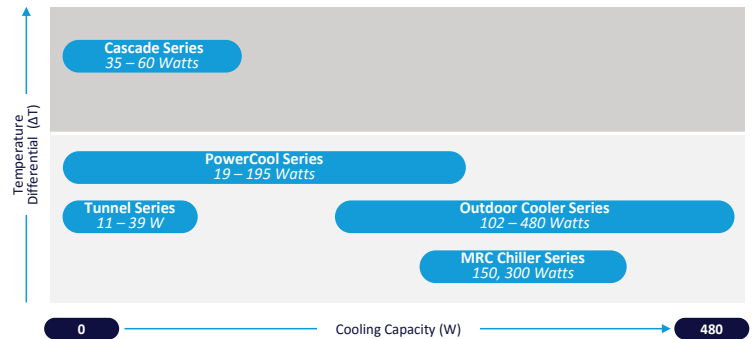 Temperature
Differential (ΔT)
Cascade Series
35 – 60 Watts
PowerCool Series
19 – 195 Watts
Tunnel Series
11 – 39 W
Outdoor Cooler Series
102 – 480 Watts
MRC Chiller Series
150, 300 Watts
0
Cooling Capacity (W)
480